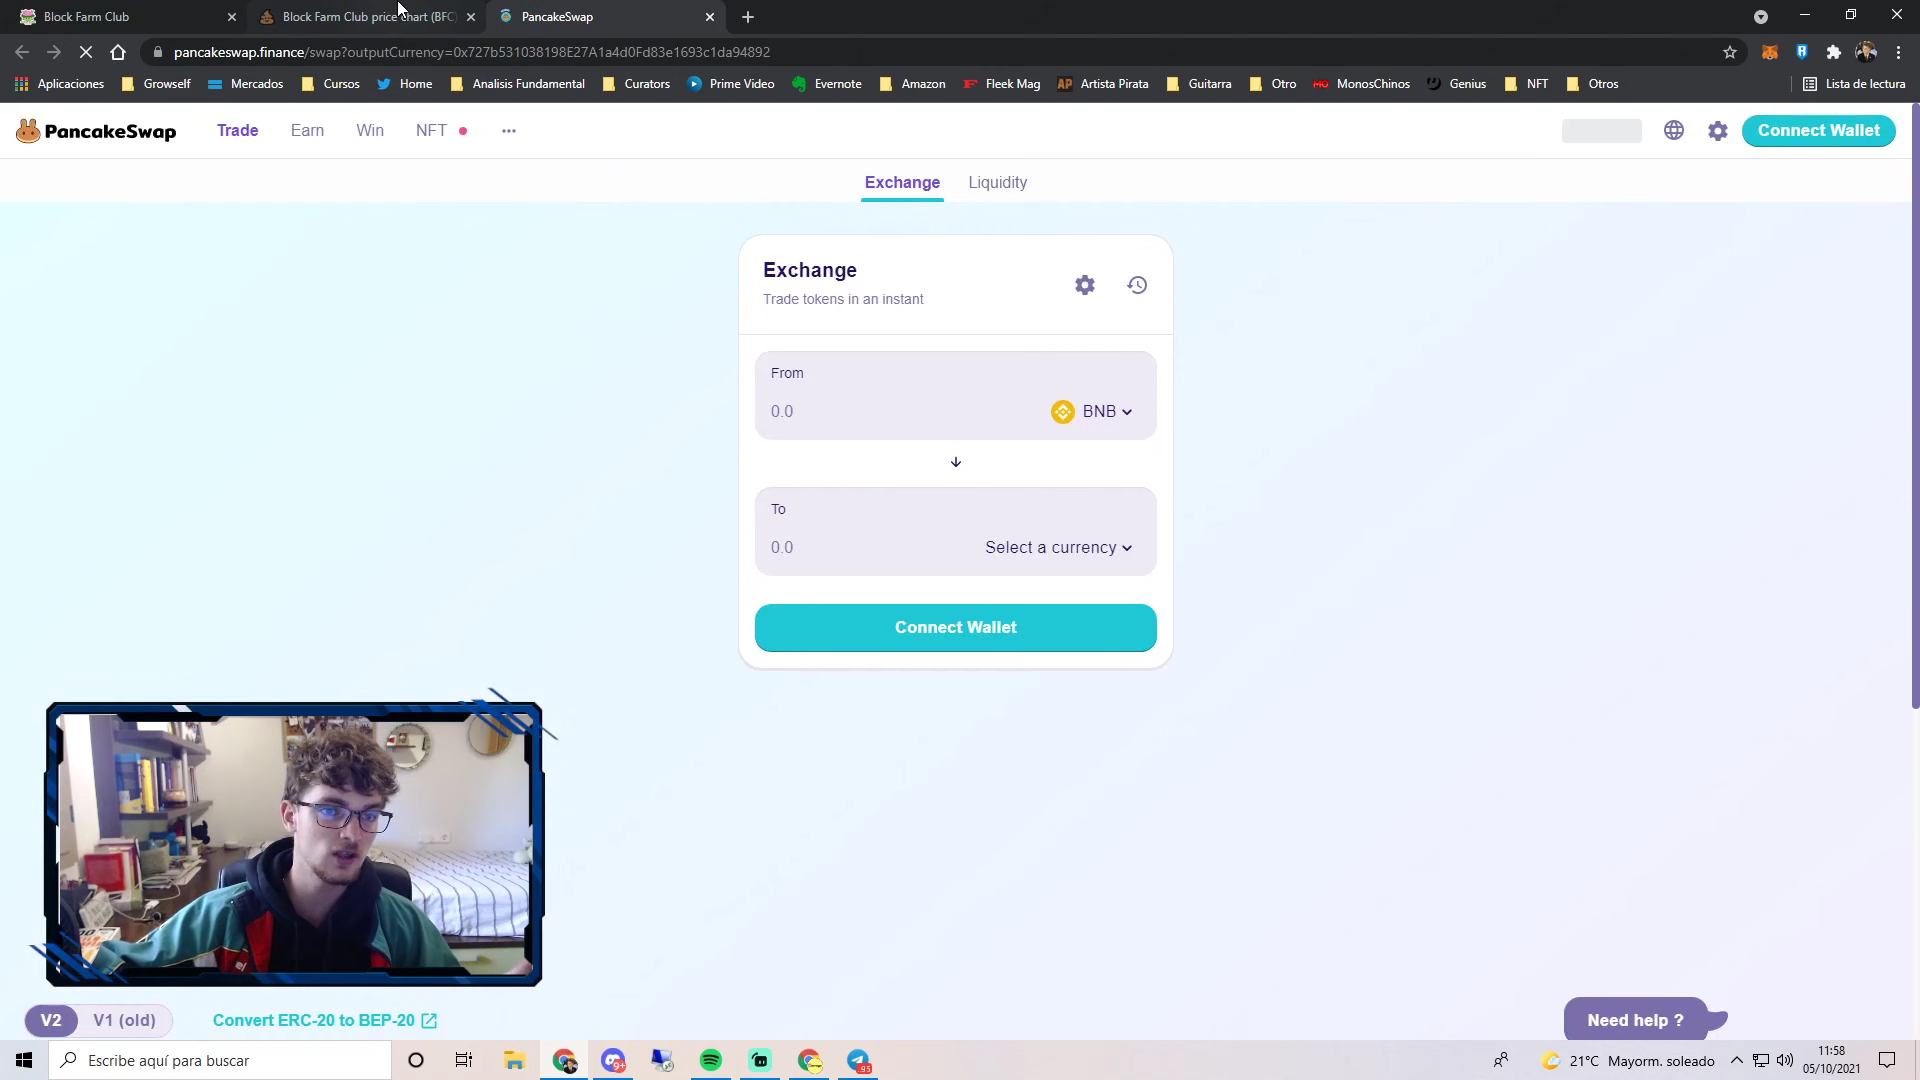 Block Farm Club
Block Farm Club price chart (BFC)
PancakeSwap
pancakeswap.finance/swap?outputCurrency=0x727b531038198E27A1a4d0Fd83e1693c1da94892
Aplicaciones
Growself
Mercados
Cursos
Home
Analisis Fundamental
Curators
Prime Video
Evernote
Amazon
Fleek Mag
AP
Artista Pirata
Guitarra
Otro
MonosChinos
Genius
NFT
Otros
Lista de lectura
PancakeSwap
Trade
Earn
Win
NFT
Connect Wallet
Exchange
Liquidity
Exchange
Trade tokens in an instant
From
0.0
BNB
To
0.0
Select a currency
Connect Wallet
V2
V1 (old)
Convert ERC-20 to BEP-20
Need help ?
Escribe aquí para buscar
9+
95
21°C Mayorm. soleado
11:58
05/10/2021